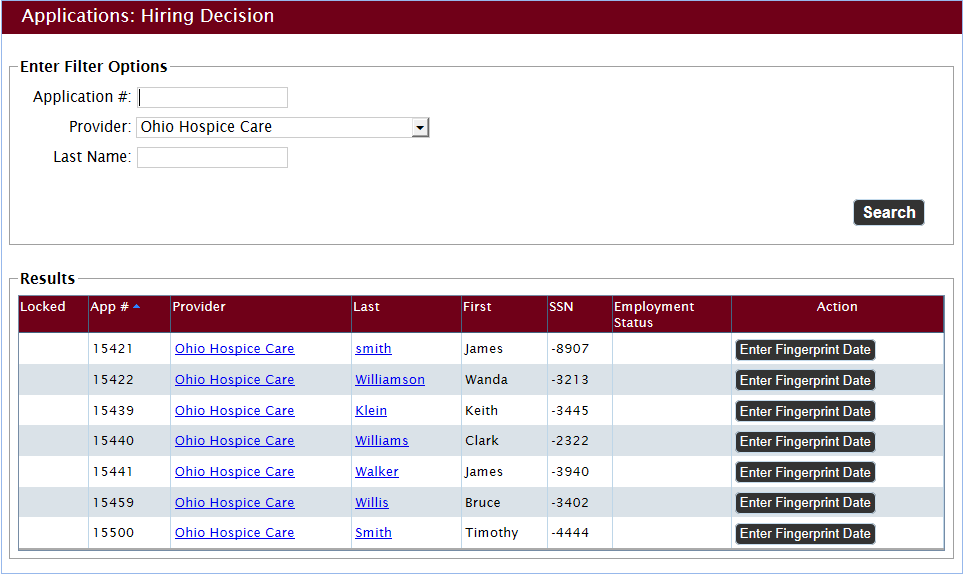 Applications: Hiring Decision
Enter Filter Options
Application #:
Provider: Ohio Hospice Care
Last Name:
Search
Results
Locked App # Provider Last First SSN Employment Status Action
15421 Ohio Hospice Care smith James -8907 Enter Fingerprint Date
15422 Ohio Hospice Care Williamson Wanda -3213 Enter Fingerprint Date
15439 Ohio Hospice Care Klein Keith -3445 Enter Fingerprint Date
15440 Ohio Hospice Care Williams Clark -2322 Enter Fingerprint Date
15441 Ohio Hospice Care Walker James -3940 Enter Fingerprint Date
15459 Ohio Hospice Care Willis Bruce -3402 Enter Fingerprint Date
15500 Ohio Hospice Care Smith Timothy -4444 Enter Fingerprint Date